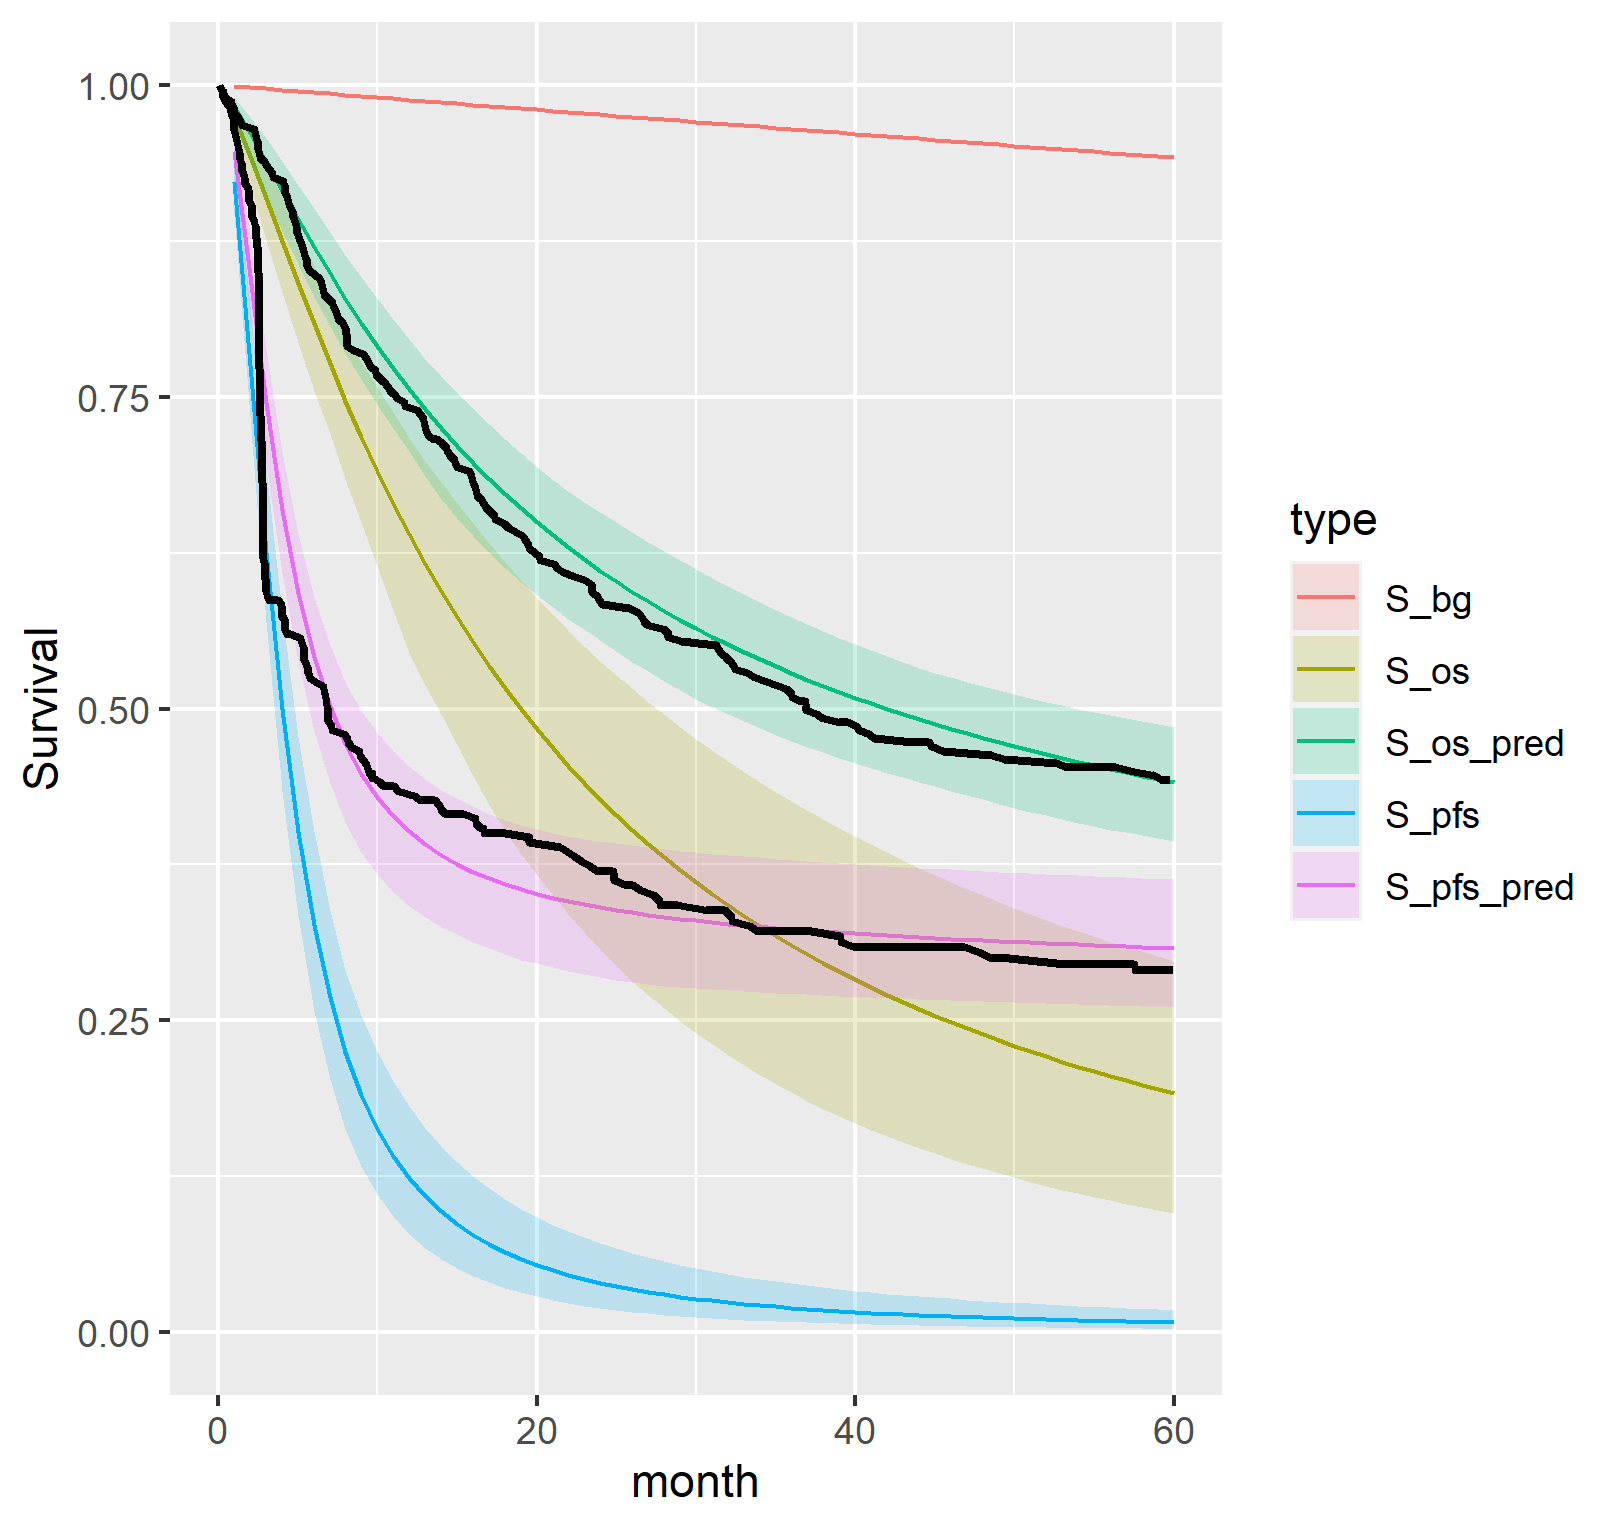 Survival
1.00
0.75
0.50
0.25
0.00
0
20
40
60
month
type
S_bg
S_os
S_os_pred
S_pfs
S_pfs_pred